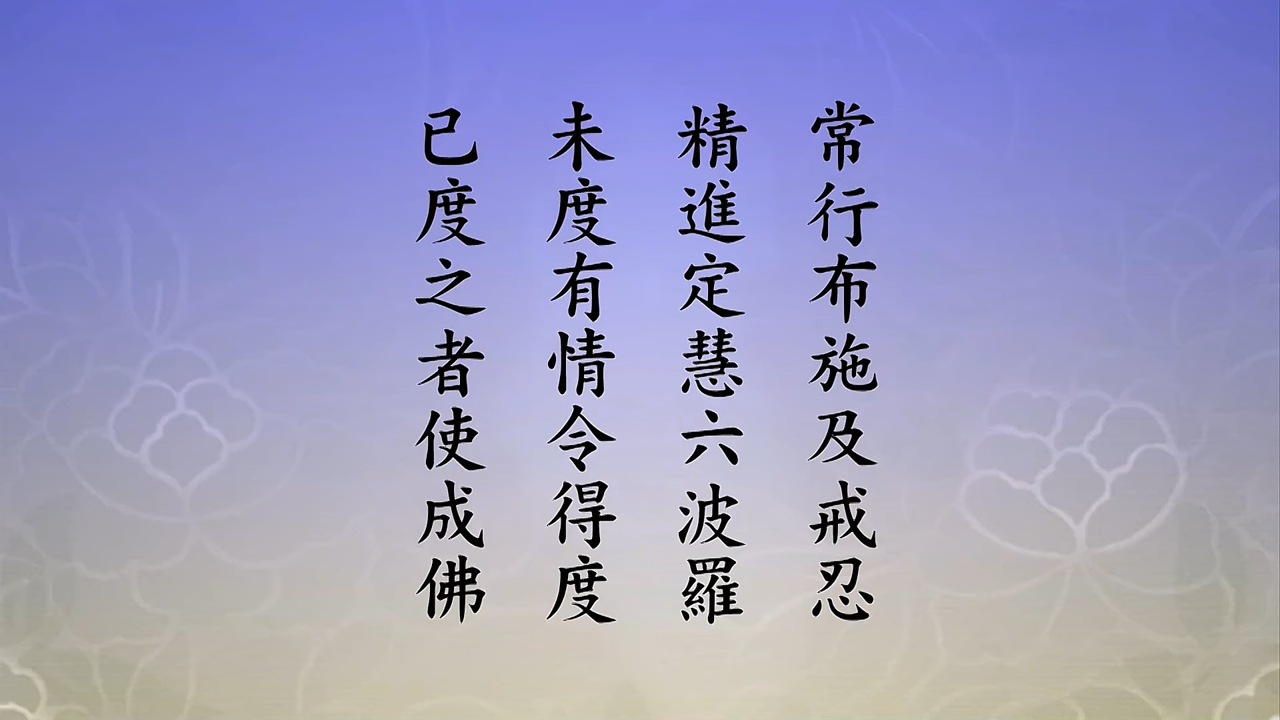 常行布施及戒忍
精進定慧六波羅
未度有情令得度
已度之者使成佛